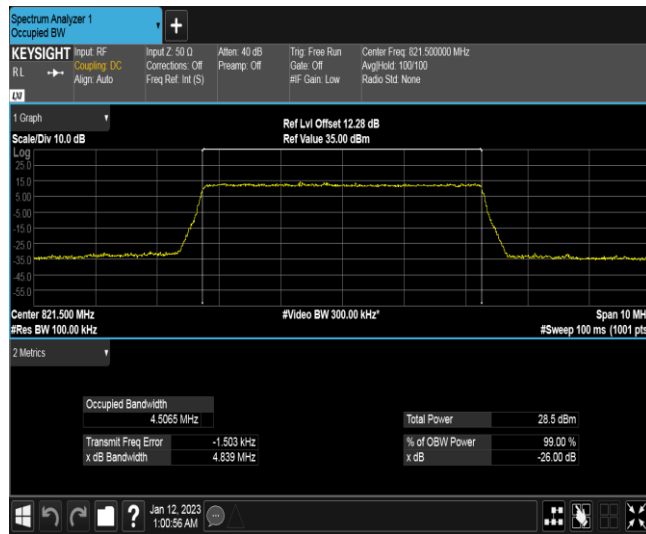 Spectrum Analyzer 1
Occupied BW
+
KEYSIGHT
RL
LXI
Input: RF
Coupling: DC
Align: Auto
Input Z: 50 Ω
Corrections: Off
Freq Ref: Int (S)
Atten: 40 dB
Preamp: Off
Trig: Free Run
Gate: Off
#IF Gain: Low
Center Freq: 821.500000 MHz
Avg|Hold: 100/100
Radio Std: None
1 Graph
Scale/Div 10.0 dB
Ref Lvl Offset 12.28 dB
Ref Value 35.00 dBm
Log
25.0
15.0
5.00
-5.00
-15.0
-25.0
-35.0
-45.0
-55.0
Center 821.500 MHz
#Res BW 100.00 kHz
#Video BW 300.00 kHz*
Span 10 MH
#Sweep 100 ms (1001 pts
2 Metrics
Occupied Bandwidth
4.5065 MHz
Transmit Freq Error -1.503 kHz
x dB Bandwidth 4.839 MHz
Total Power 28.5 dBm
% of OBW Power 99.00 %
x dB -26.00 dB
?
Jan 12, 2023
1:00:56 AM